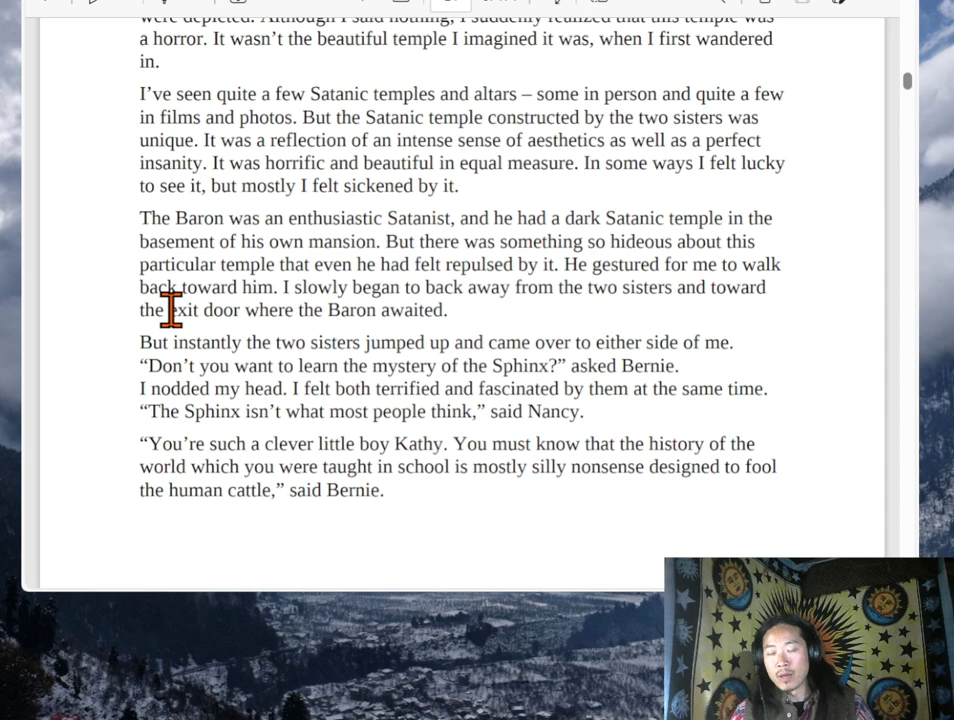 were depicted. Although I said nothing, I suddenly realized that this temple was
a horror. It wasn’t the beautiful temple I imagined it was, when I first wandered
in.
I’ve seen quite a few Satanic temples and altars – some in person and quite a few
in films and photos. But the Satanic temple constructed by the two sisters was
unique. It was a reflection of an intense sense of aesthetics as well as a perfect
insanity. It was horrific and beautiful in equal measure. In some ways I felt lucky
to see it, but mostly I felt sickened by it.
The Baron was an enthusiastic Satanist, and he had a dark Satanic temple in the
basement of his own mansion. But there was something so hideous about this
particular temple that even he had felt repulsed by it. He gestured for me to walk
back toward him. I slowly began to back away from the two sisters and toward
the exit door where the Baron awaited.
But instantly the two sisters jumped up and came over to either side of me.
“Don’t you want to learn the mystery of the Sphinx?” asked Bernie.
I nodded my head. I felt both terrified and fascinated by them at the same time.
“The Sphinx isn’t what most people think,” said Nancy.
“You’re such a clever little boy Kathy. You must know that the history of the
world which you were taught in school is mostly silly nonsense designed to fool
the human cattle,” said Bernie.